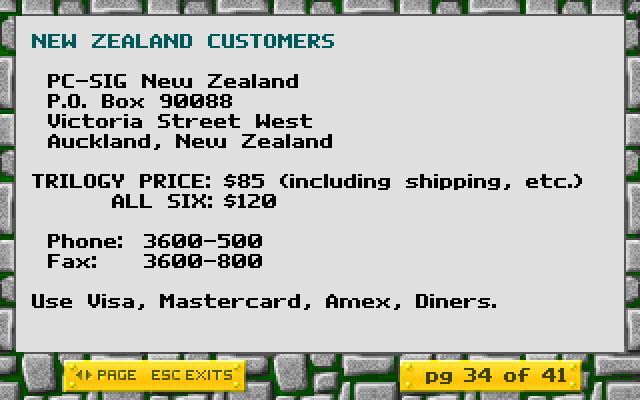 NEW ZEALAND CUSTOMERS
PC-SIG New Zealand
P.O. Box 90088
Victoria Street West
Auckland, New Zealand
TRILOGY PRICE: $85 (including shipping, etc.)
ALL SIX: $120
Phone: 3600-500
Fax: 3600-800
Use Visa, Mastercard, Amex, Diners.
PAGE ESC EXITS
pg 34 of 41